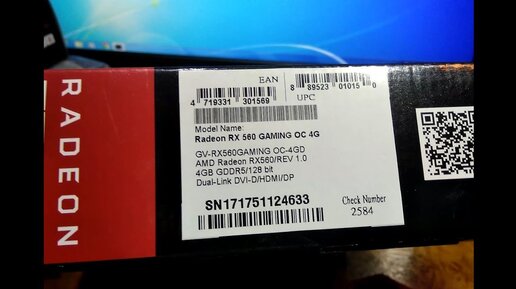 RADEON
EAN
4 719331 301569
8 89523 01015 0
UPC
Model Name:
Radeon RX 560 GAMING OC 4G
GV-RX560GAMING OC-4GD
AMD Radeon RX560/REV 1.0
4GB GDDR5/128 bit
Dual-Link DVI-D/HDMI/DP
SN171751124633
Check Number
2584